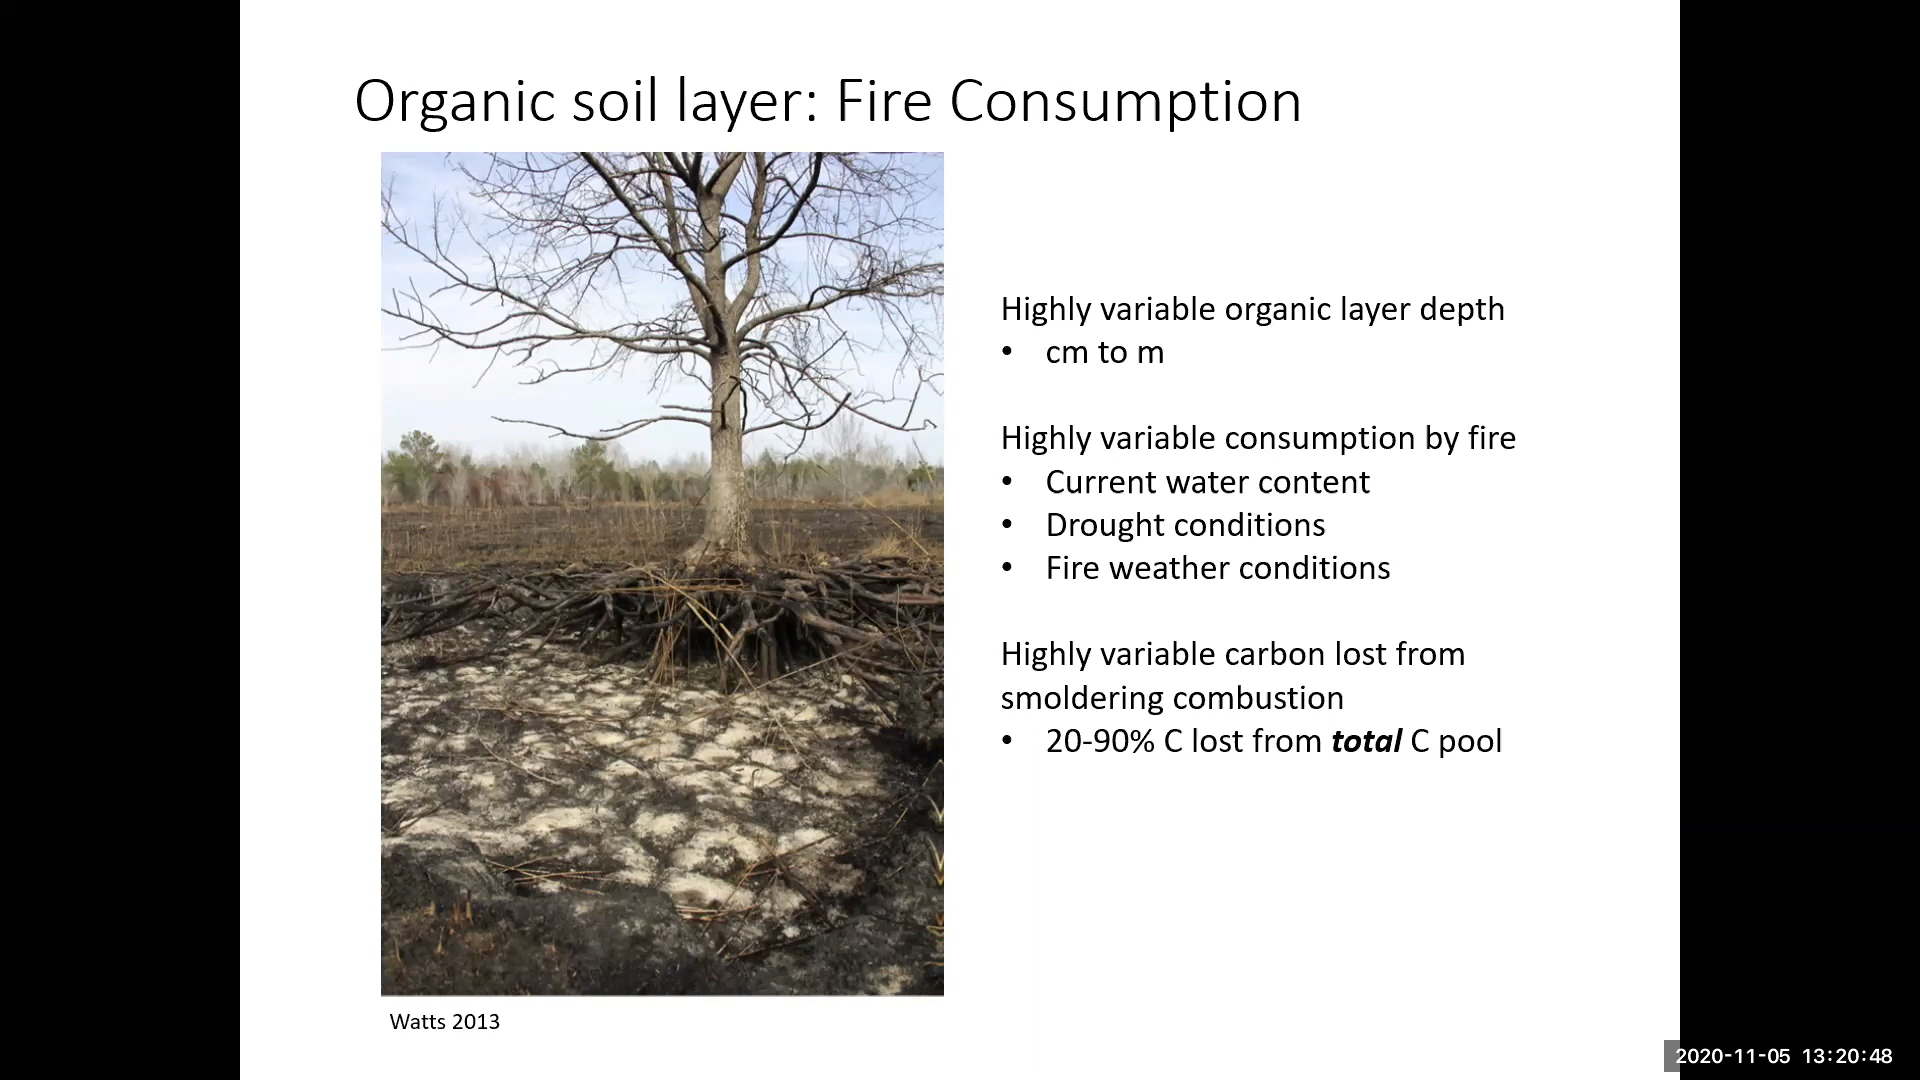 Organic soil layer: Fire Consumption
Highly variable organic layer depth
• cm to m
Highly variable consumption by fire
• Current water content
• Drought conditions
• Fire weather conditions
Highly variable carbon lost from
smoldering combustion
• 20-90% C lost from total C pool
Watts 2013
2020-11-05 13:20:48